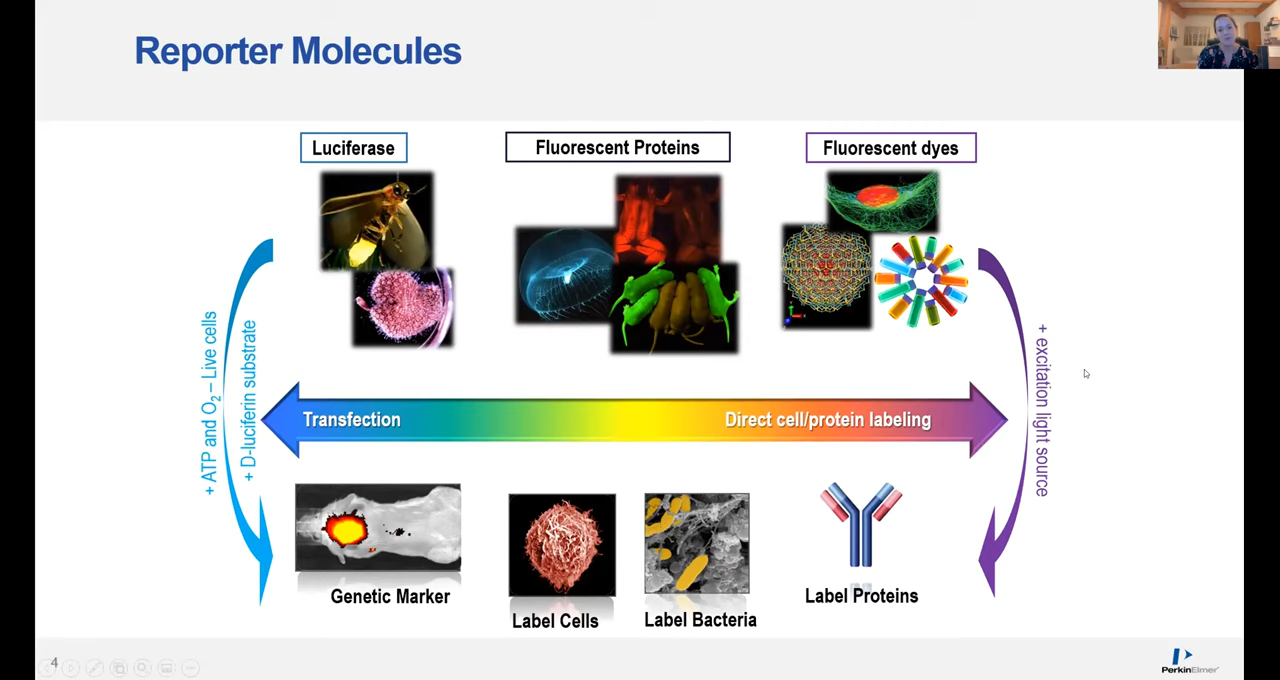 Reporter Molecules
Luciferase
Fluorescent Proteins
Fluorescent dyes
+ ATP and O₂ – Live cells
+ D-luciferin substrate
+ excitation light source
Transfection
Direct cell/protein labeling
Genetic Marker
Label Cells
Label Bacteria
Label Proteins
4
PerkinElmer